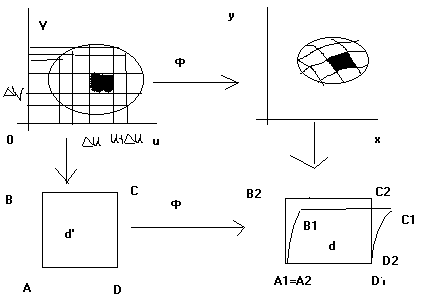 Y
y
Φ
ΔV
0
Δu
u+Δu
u
x
B
C
Φ
B2
C2
d'
B1
C1
d
D2
A
D
A1=A2
D'1